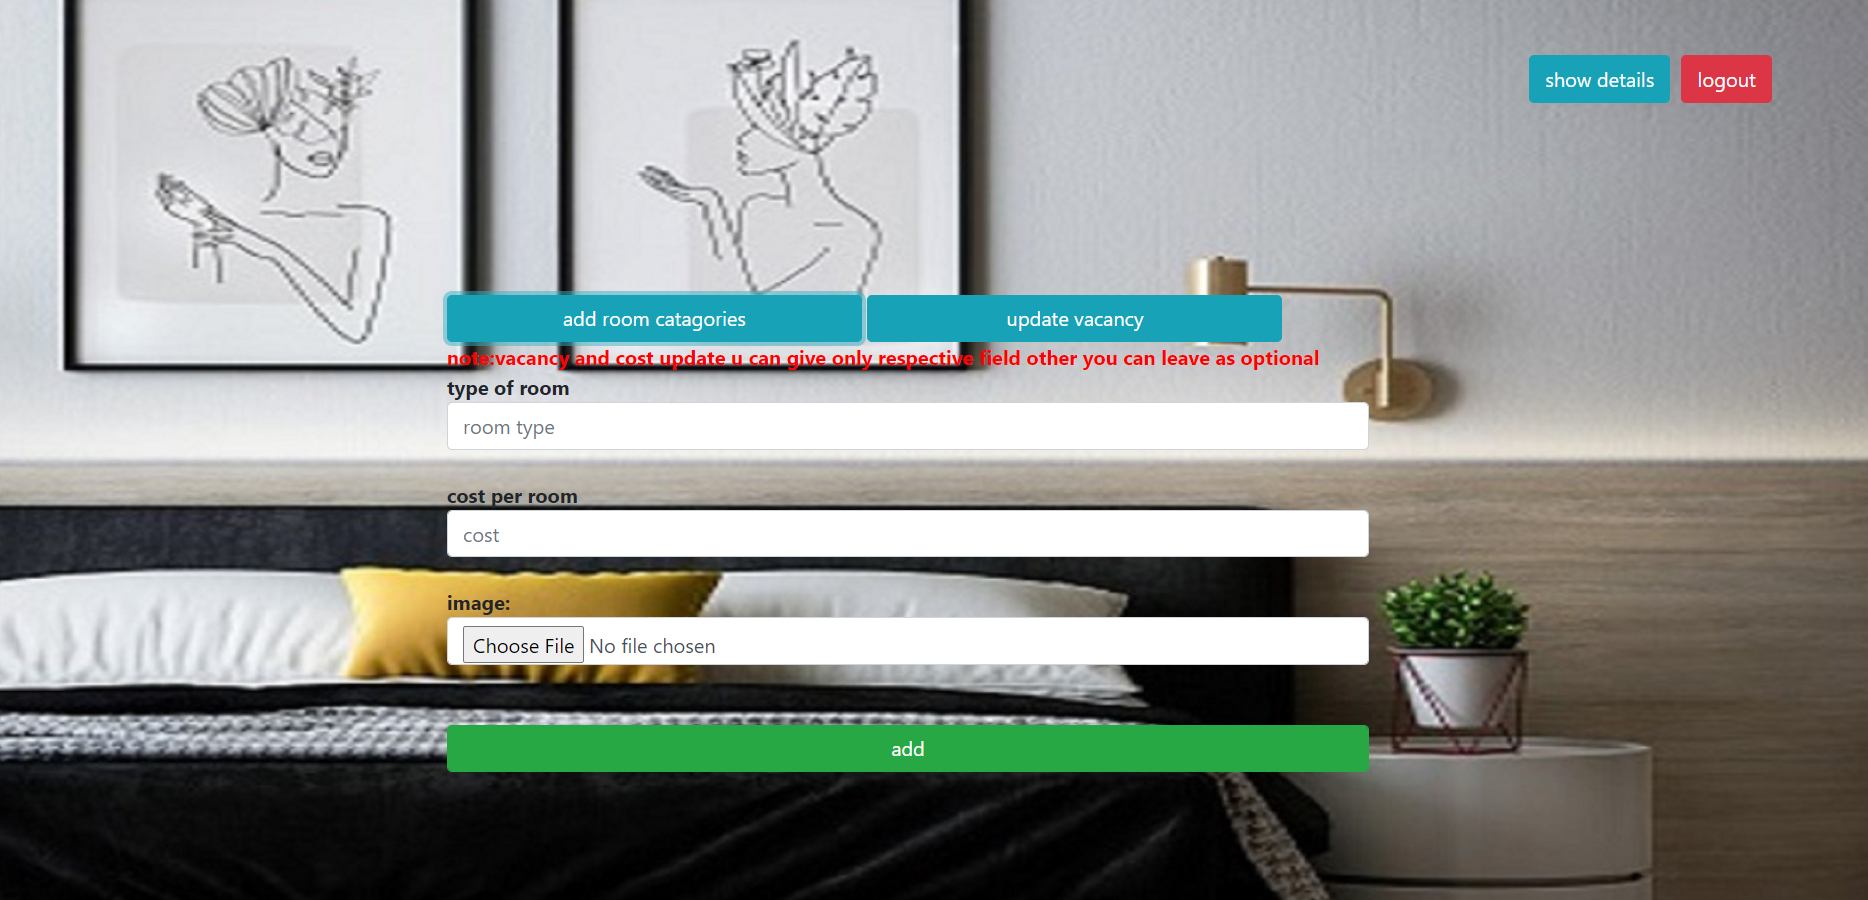 show details
logout
add room catagories
update vacancy
note:vacancy and cost update u can give only respective field other you can leave as optional
type of room
room type
cost per room
cost
image:
Choose File No file chosen
add